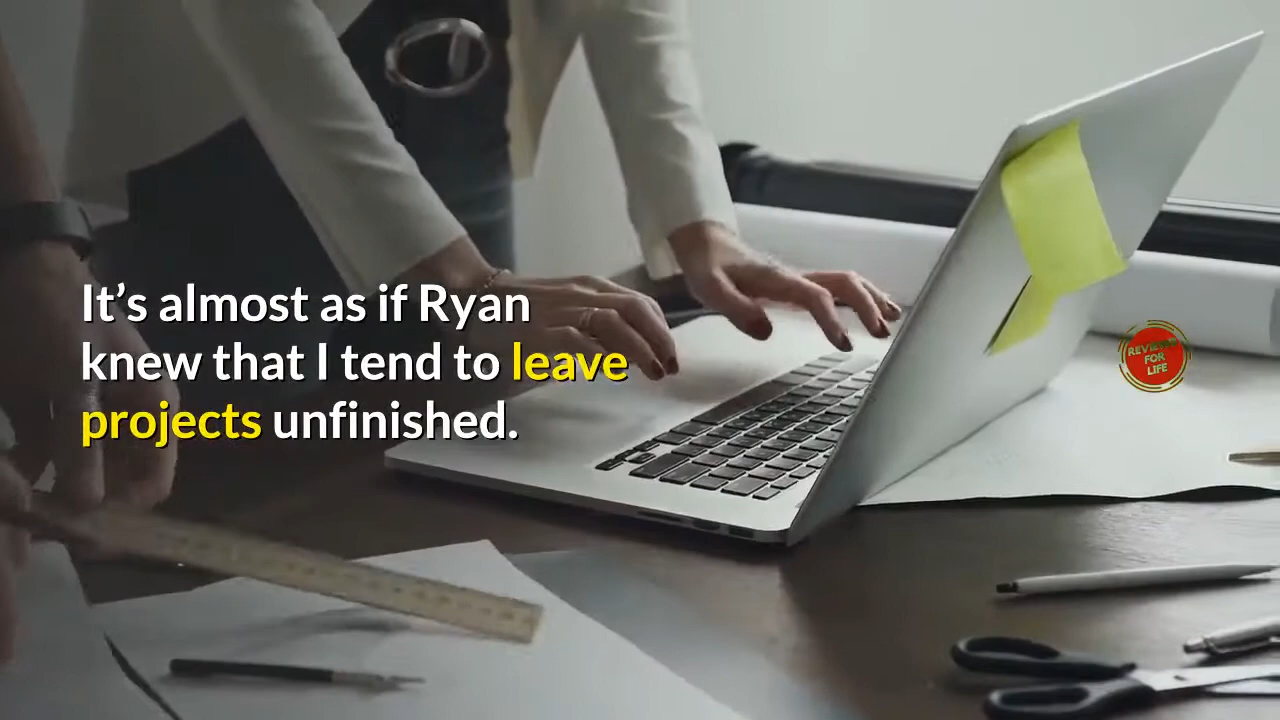 It’s almost as if Ryan
knew that I tend to leave
projects unfinished.
REVIEWS
FOR
LIFE